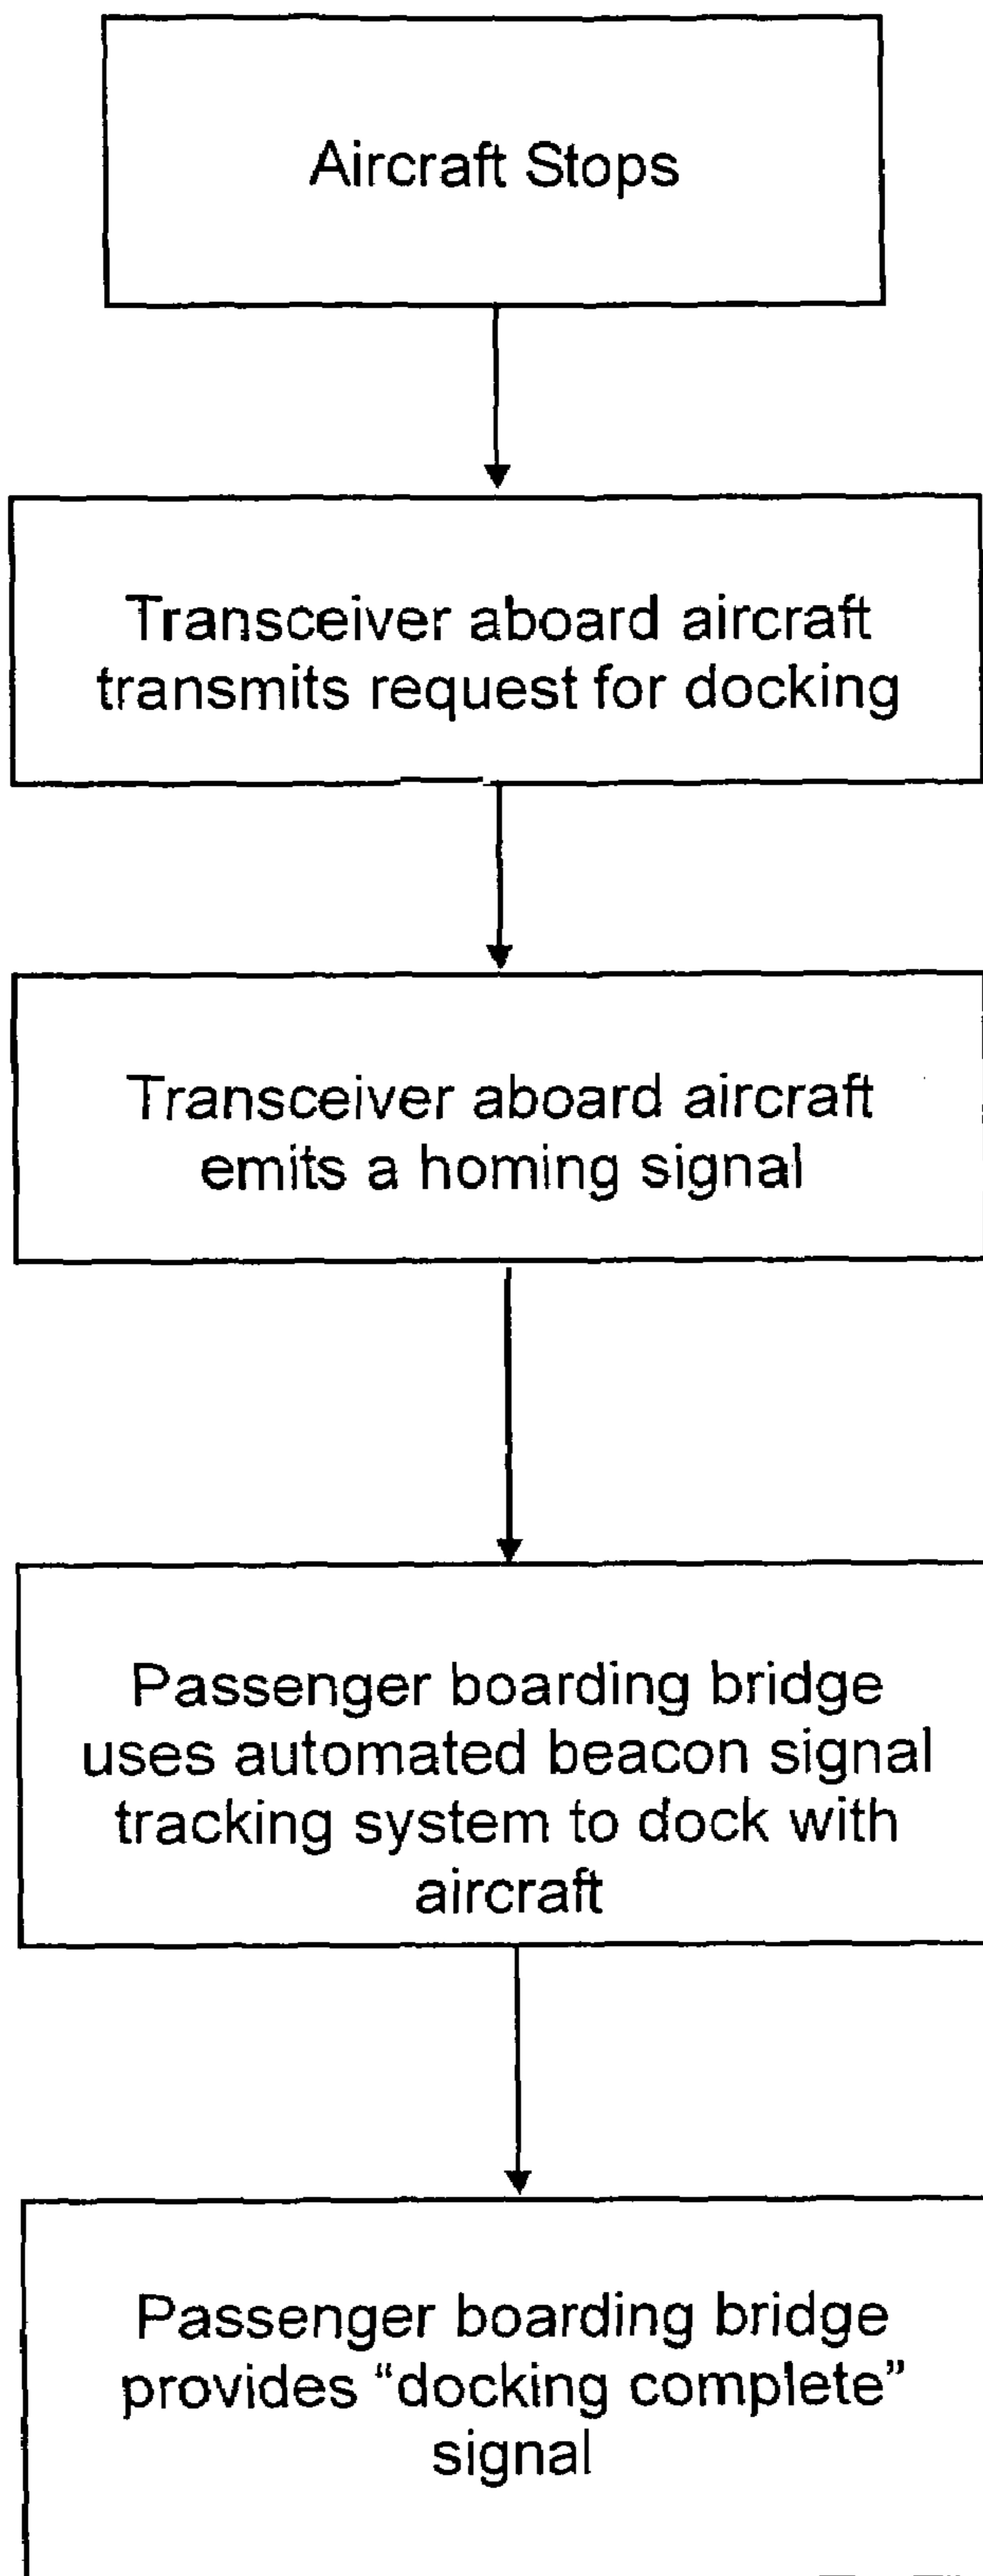 Aircraft Stops
Transceiver aboard aircraft
transmits request for docking
Transceiver aboard aircraft
emits a homing signal
Passenger boarding bridge
uses automated beacon signal
tracking system to dock with
aircraft
Passenger boarding bridge
provides “docking complete”
signal